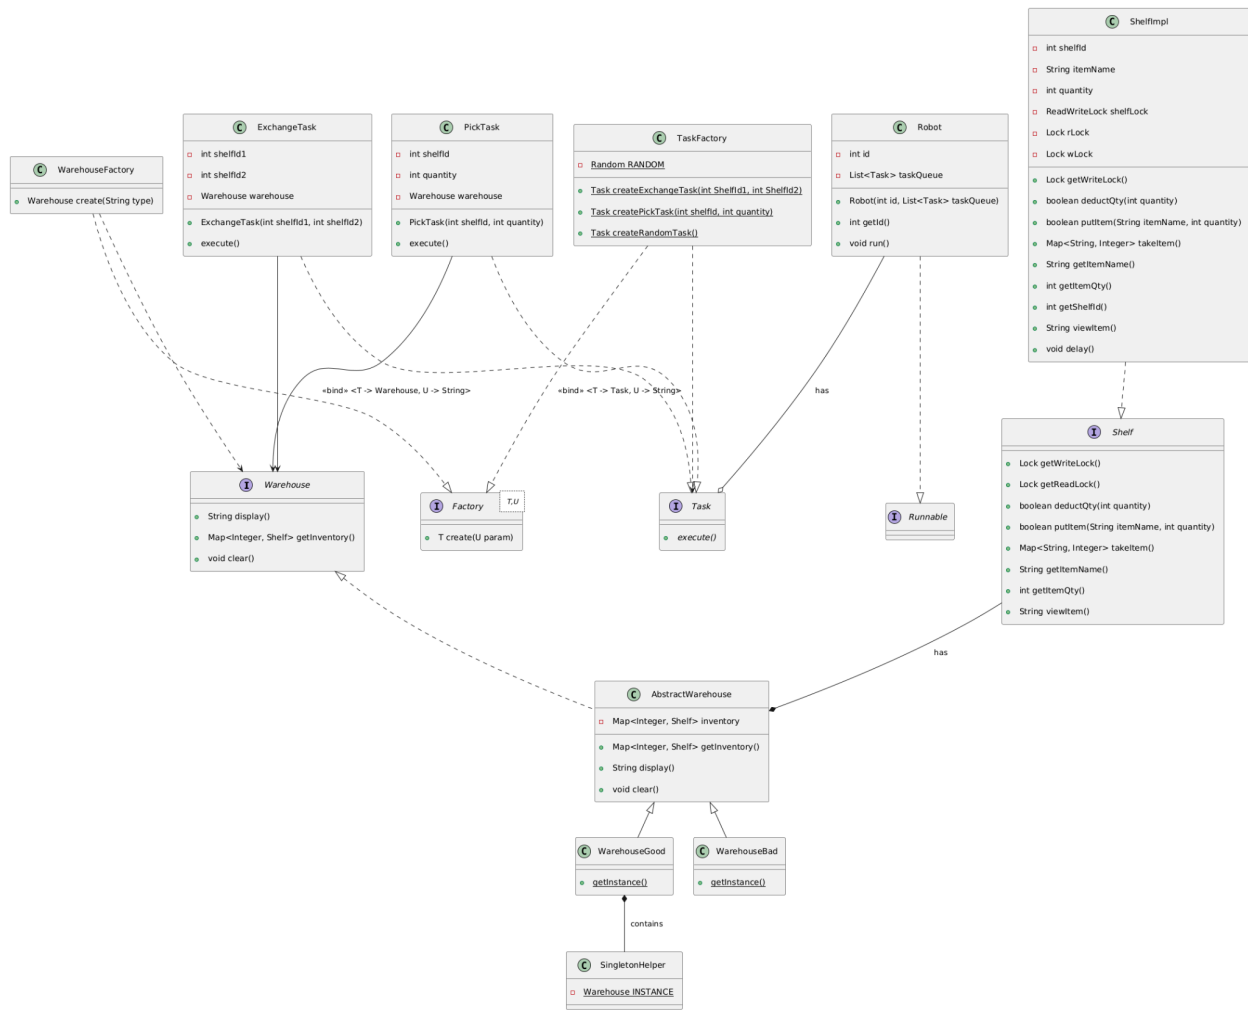 C ShelfImpl
int shelfId
String itemName
int quantity
ReadWriteLock shelfLock
Lock rLock
Lock wLock
Lock getWriteLock()
boolean deductQty(int quantity)
boolean putItem(String itemName, int quantity)
Map<String, Integer> takeItem()
String getItemName()
int getItemQty()
int getShelfId()
String viewItem()
void delay()
C WarehouseFactory
Warehouse create(String type)
C ExchangeTask
int shelfId1
int shelfId2
Warehouse warehouse
ExchangeTask(int shelfId1, int shelfId2)
execute()
C PickTask
int shelfId
int quantity
Warehouse warehouse
PickTask(int shelfId, int quantity)
execute()
C TaskFactory
Random RANDOM
Task createExchangeTask(int ShelfId1, int ShelfId2)
Task createPickTask(int shelfId, int quantity)
Task createRandomTask()
C Robot
int id
List<Task> taskQueue
Robot(int id, List<Task> taskQueue)
int getId()
void run()
«bind» <T -> Warehouse, U -> String>
«bind» <T -> Task, U -> String>
has
I Warehouse
String display()
Map<Integer, Shelf> getInventory()
void clear()
I Factory
T,U
T create(U param)
I Task
execute()
I Runnable
I Shelf
Lock getWriteLock()
Lock getReadLock()
boolean deductQty(int quantity)
boolean putItem(String itemName, int quantity)
Map<String, Integer> takeItem()
String getItemName()
int getItemQty()
String viewItem()
has
C AbstractWarehouse
Map<Integer, Shelf> inventory
Map<Integer, Shelf> getInventory()
String display()
void clear()
C WarehouseGood
getInstance()
C WarehouseBad
getInstance()
contains
C SingletonHelper
Warehouse INSTANCE